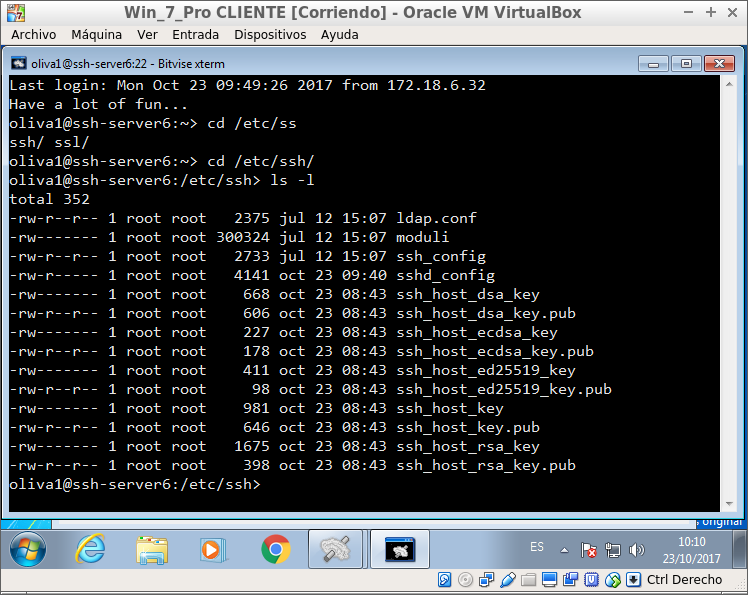 Win_7_Pro CLIENTE [Corriendo] - Oracle VM VirtualBox
Archivo Máquina Ver Entrada Dispositivos Ayuda
oliva1@ssh-server6:22 - Bitvise xterm
Last login: Mon Oct 23 09:49:26 2017 from 172.18.6.32
Have a lot of fun...
oliva1@ssh-server6:~> cd /etc/ss
ssh/ ssl/
oliva1@ssh-server6:~> cd /etc/ssh/
oliva1@ssh-server6:/etc/ssh> ls -l
total 352
-rw-r--r-- 1 root root   2375 jul 12 15:07 ldap.conf
-rw------- 1 root root 300324 jul 12 15:07 moduli
-rw-r--r-- 1 root root   2733 jul 12 15:07 ssh_config
-rw-r----- 1 root root   4141 oct 23 09:40 sshd_config
-rw------- 1 root root    668 oct 23 08:43 ssh_host_dsa_key
-rw-r--r-- 1 root root    606 oct 23 08:43 ssh_host_dsa_key.pub
-rw------- 1 root root    227 oct 23 08:43 ssh_host_ecdsa_key
-rw-r--r-- 1 root root    178 oct 23 08:43 ssh_host_ecdsa_key.pub
-rw------- 1 root root    411 oct 23 08:43 ssh_host_ed25519_key
-rw-r--r-- 1 root root     98 oct 23 08:43 ssh_host_ed25519_key.pub
-rw------- 1 root root    981 oct 23 08:43 ssh_host_key
-rw-r--r-- 1 root root    646 oct 23 08:43 ssh_host_key.pub
-rw------- 1 root root   1675 oct 23 08:43 ssh_host_rsa_key
-rw-r--r-- 1 root root    398 oct 23 08:43 ssh_host_rsa_key.pub
oliva1@ssh-server6:/etc/ssh>
original
ES
10:10
23/10/2017
Ctrl Derecho